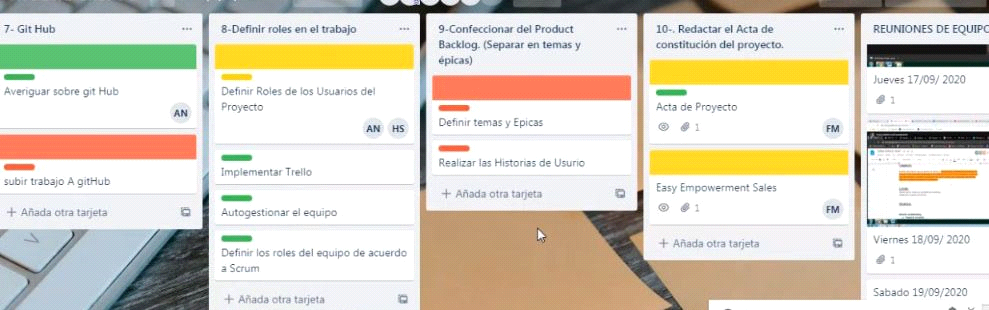 7- Git Hub
Averiguar sobre git Hub
AN
subir trabajo A gitHub
+ Añada otra tarjeta
8-Definir roles en el trabajo
Definir Roles de los Usuarios del
Proyecto
AN HS
Implementar Trello
Autogestionar el equipo
Definir los roles del equipo de acuerdo
a Scrum
+ Añada otra tarjeta
9-Confeccionar del Product
Backlog. (Separar en temas y
épicas)
Definir temas y Epicas
Realizar las Historias de Usurio
+ Añada otra tarjeta
10-. Redactar el Acta de
constitución del proyecto.
Acta de Proyecto
1
FM
Easy Empowerment Sales
1
FM
+ Añada otra tarjeta
REUNIONES DE EQUIPO
Jueves 17/09/ 2020
1
Viernes 18/09/ 2020
1
Sabado 19/09/2020